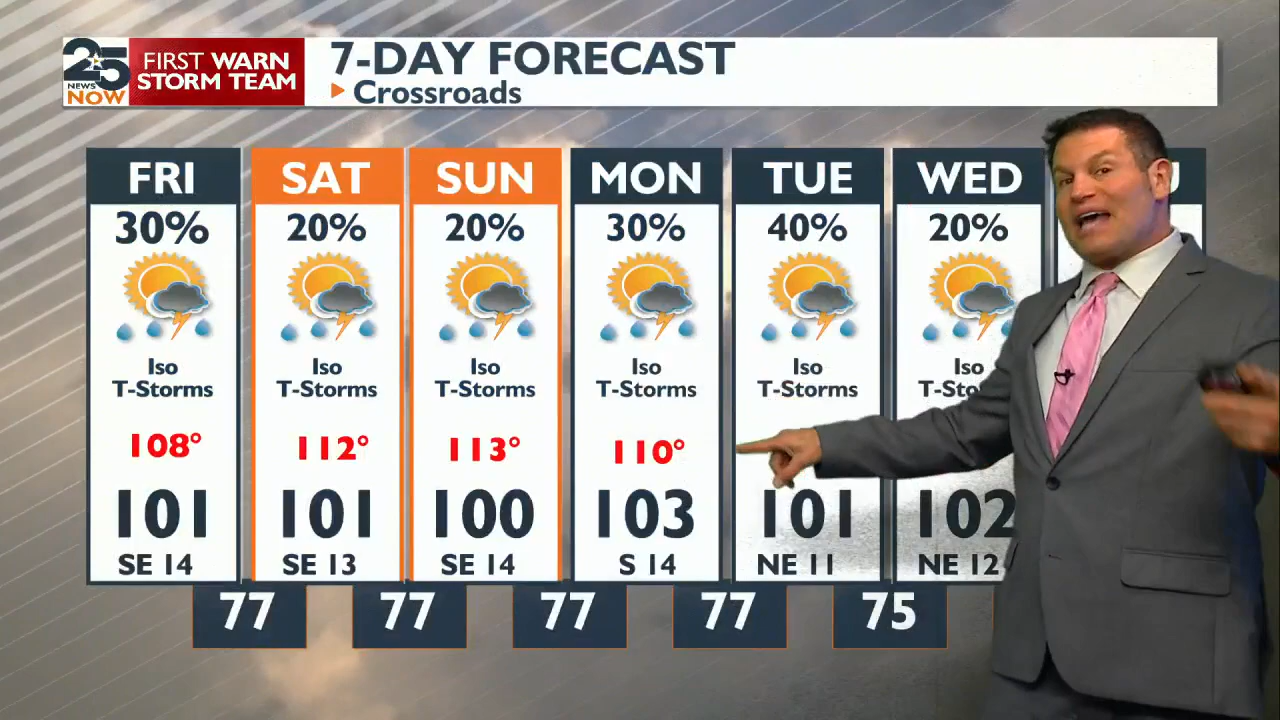 25
NEWS
NOW
FIRST WARN
STORM TEAM
7-DAY FORECAST
Crossroads
FRI
30%
Iso
T-Storms
108°
101
SE 14
SAT
20%
Iso
T-Storms
112°
101
SE 13
SUN
20%
Iso
T-Storms
113°
100
SE 14
MON
30%
Iso
T-Storms
110°
103
S 14
TUE
40%
Iso
T-Storms
101
NE 11
WED
20%
Iso
102
NE 12
77
77
77
77
75